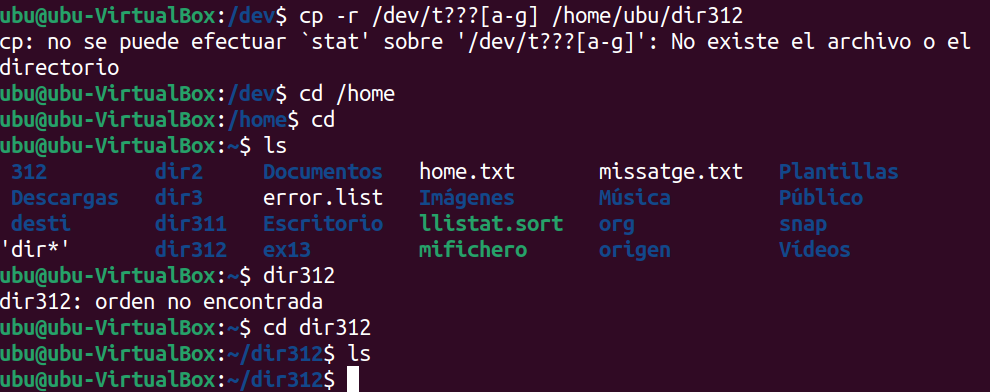 ubu@ubu-VirtualBox:/dev$ cp -r /dev/t???[a-g] /home/ubu/dir312
cp: no se puede efectuar `stat' sobre '/dev/t???[a-g]': No existe el archivo o el
directorio
ubu@ubu-VirtualBox:/dev$ cd /home
ubu@ubu-VirtualBox:/home$ cd
ubu@ubu-VirtualBox:~$ ls
312 dir2 Documentos home.txt missatge.txt Plantillas
Descargas dir3 error.list Imágenes Música Público
desti dir311 Escritorio llistat.sort org snap
'dir*' dir312 ex13 mifichero origen Vídeos
ubu@ubu-VirtualBox:~$ dir312
dir312: orden no encontrada
ubu@ubu-VirtualBox:~$ cd dir312
ubu@ubu-VirtualBox:~/dir312$ ls
ubu@ubu-VirtualBox:~/dir312$